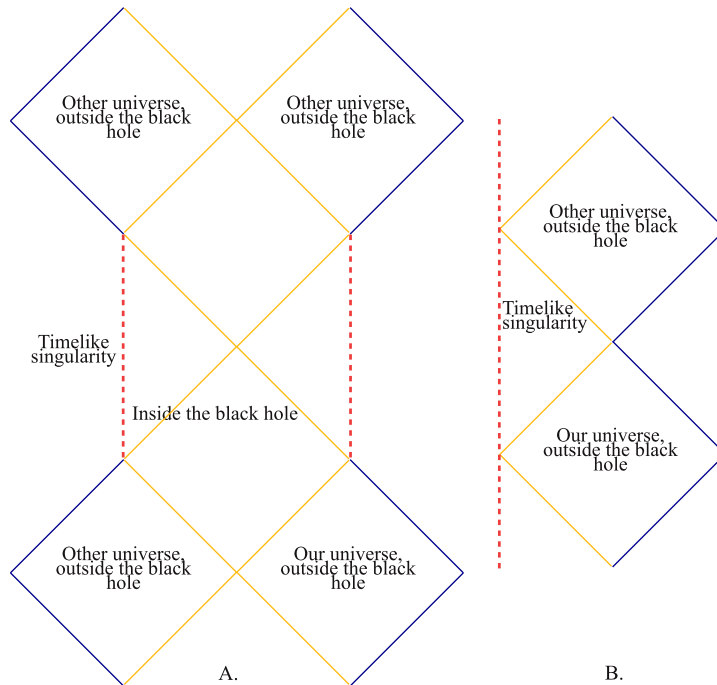 Other universe,
outside the black
hole
Other universe,
outside the black
hole
Timelike
singularity
Inside the black hole
Other universe,
outside the black
hole
Our universe,
outside the black
hole
A.
Other universe,
outside the black
hole
Timelike
singularity
Our universe,
outside the black
hole
B.